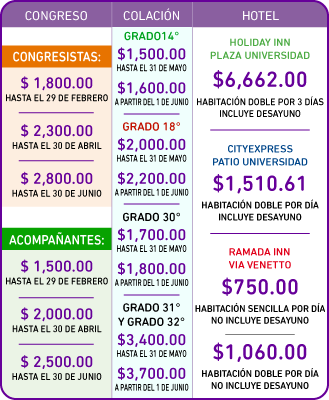 CONGRESO
CONGRESISTAS:
$ 1,800.00
HASTA EL 29 DE FEBRERO
$ 2,300.00
HASTA EL 30 DE ABRIL
$ 2,800.00
HASTA EL 30 DE JUNIO
ACOMPAÑANTES:
$ 1,500.00
HASTA EL 29 DE FEBRERO
$ 2,000.00
HASTA EL 30 DE ABRIL
$ 2,500.00
HASTA EL 30 DE JUNIO
COLACIÓN
GRADO14°
$1,500.00
HASTA EL 31 DE MAYO
$1,600.00
A PARTIR DEL 1 DE JUNIO
GRADO 18°
$2,000.00
HASTA EL 31 DE MAYO
$2,200.00
A PARTIR DEL 1 DE JUNIO
GRADO 30°
$1,700.00
HASTA EL 31 DE MAYO
$1,800.00
A PARTIR DEL 1 DE JUNIO
GRADO 31°
Y GRADO 32°
$3,400.00
HASTA EL 31 DE MAYO
$3,700.00
A PARTIR DEL 1 DE JUNIO
HOTEL
HOLIDAY INN
PLAZA UNIVERSIDAD
$6,662.00
HABITACIÓN DOBLE POR 3 DÍAS
INCLUYE DESAYUNO
CITYEXPRESS
PATIO UNIVERSIDAD
$1,510.61
HABITACIÓN DOBLE POR DÍA
INCLUYE DESAYUNO
RAMADA INN
VIA VENETTO
$750.00
HABITACIÓN SENCILLA POR DÍA
NO INCLUYE DESAYUNO
$1,060.00
HABITACIÓN DOBLE POR DÍA
NO INCLUYE DESAYUNO